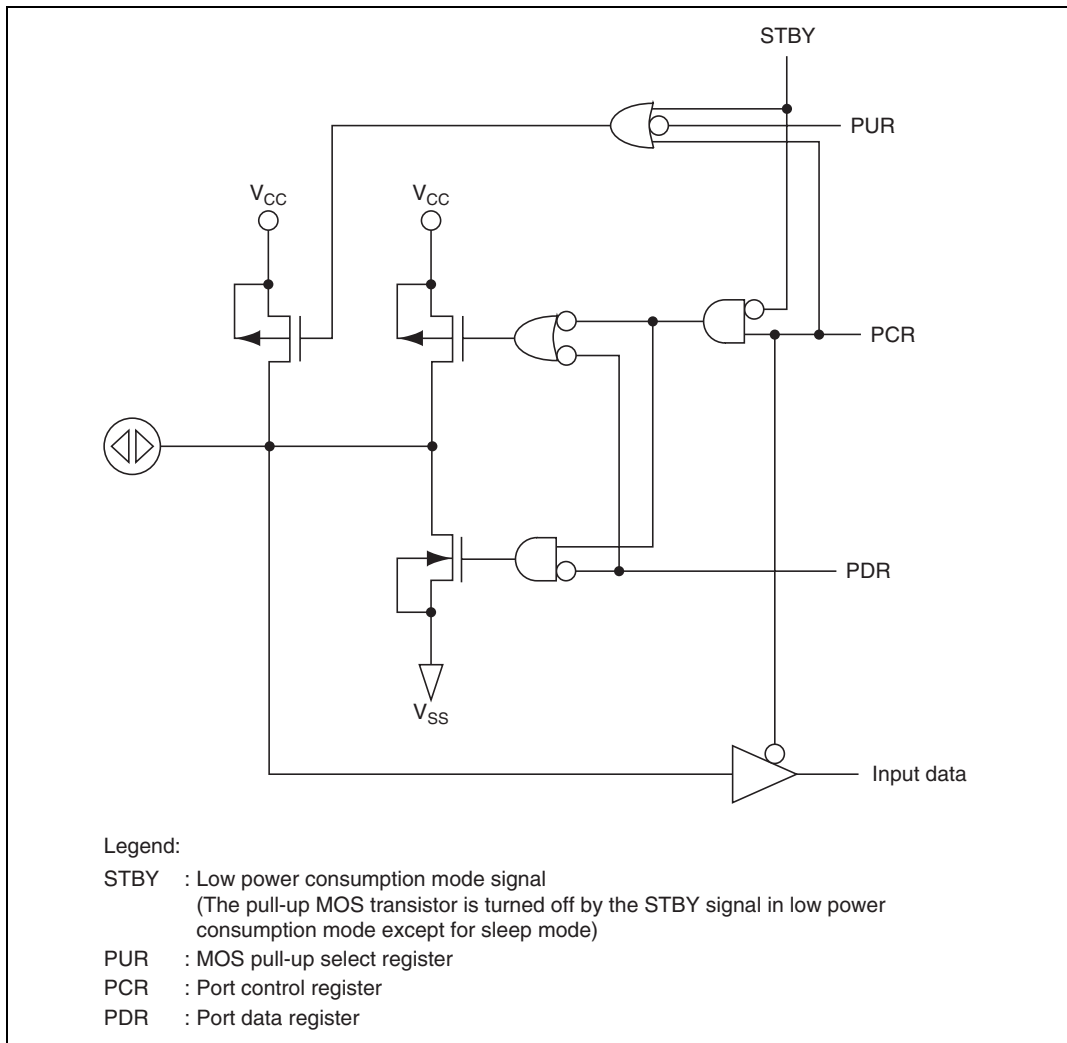 STBY
PUR
VCC
VCC
PCR
PDR
VSS
Input data
Legend:
STBY : Low power consumption mode signal
(The pull-up MOS transistor is turned off by the STBY signal in low power
consumption mode except for sleep mode)
PUR : MOS pull-up select register
PCR : Port control register
PDR : Port data register